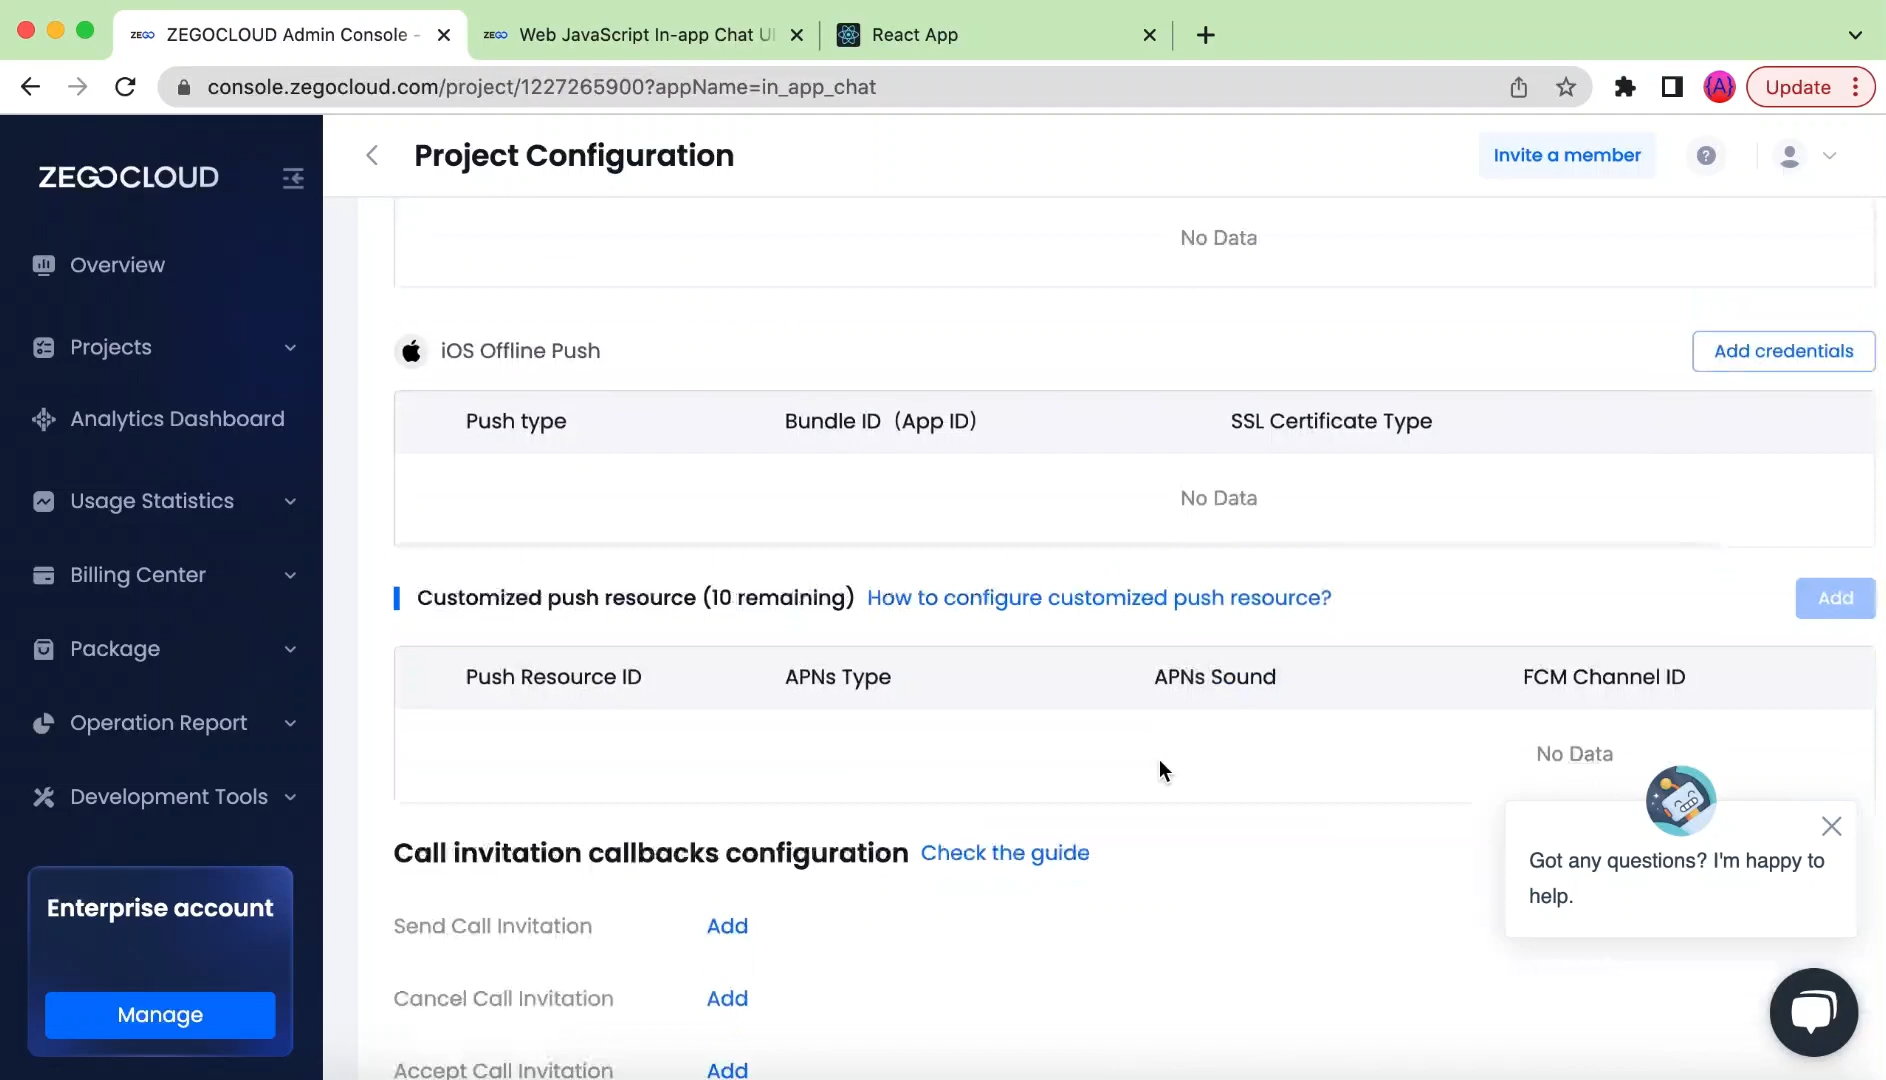 ZEGO ZEGOCLOUD Admin Console -
ZEGO Web JavaScript In-app Chat UI
React App
console.zegocloud.com/project/1227265900?appName=in_app_chat
{A}
Update
ZEGOCLOUD
Project Configuration
Invite a member
?
Overview
Projects
Analytics Dashboard
Usage Statistics
Billing Center
Package
Operation Report
Development Tools
Enterprise account
Manage
No Data
iOS Offline Push
Add credentials
Push type
Bundle ID (App ID)
SSL Certificate Type
No Data
Customized push resource (10 remaining) How to configure customized push resource?
Add
Push Resource ID
APNs Type
APNs Sound
FCM Channel ID
No Data
Call invitation callbacks configuration Check the guide
Send Call Invitation Add
Cancel Call Invitation Add
Accept Call Invitation Add
Got any questions? I'm happy to
help.